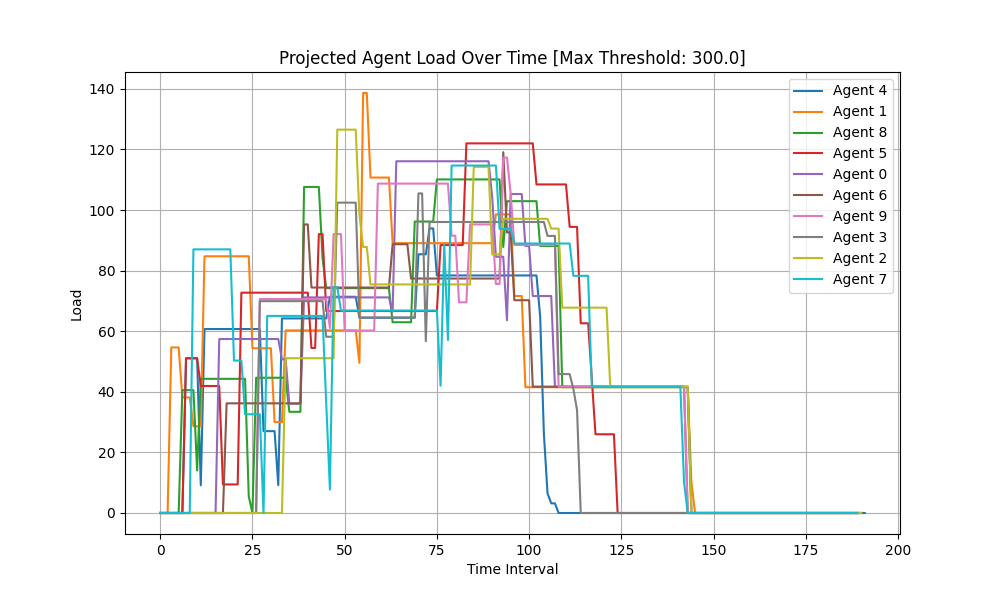 Projected Agent Load Over Time [Max Threshold: 300.0]
Load
140
120
100
80
60
40
20
0
Agent 4
Agent 1
Agent 8
Agent 5
Agent 0
Agent 6
Agent 9
Agent 3
Agent 2
Agent 7
0 25 50 75 100 125 150 175 200
Time Interval